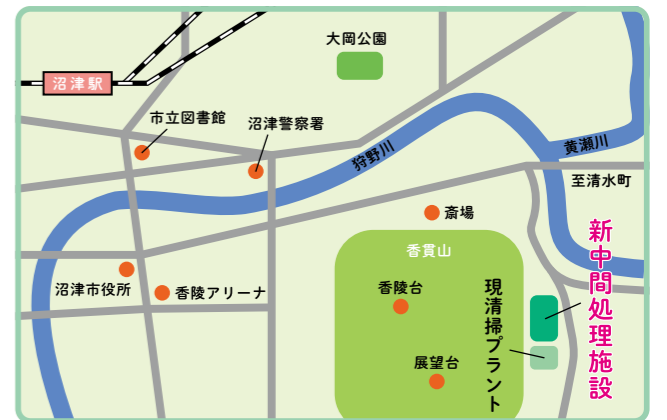 大岡公園
沼津駅
市立図書館
沼津警察署
狩野川
黄瀬川
至清水町
斎場
香貫山
新中間処理施設
沼津市役所
香陵アリーナ
香陵台
現清掃プラント
展望台